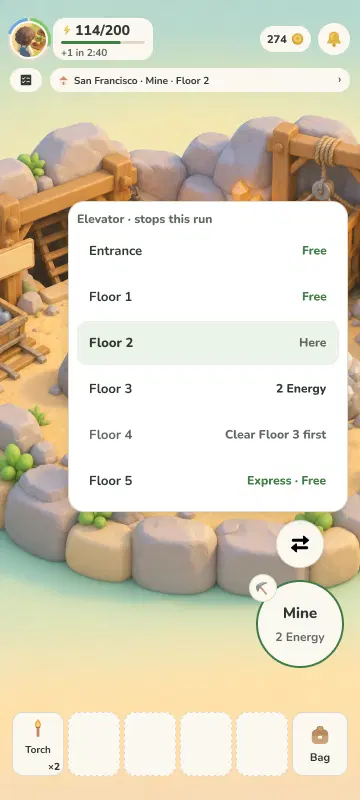 114/200
+1 in 2:40
274
San Francisco · Mine · Floor 2 ›
Elevator · stops this run
Entrance Free
Floor 1 Free
Floor 2 Here
Floor 3 2 Energy
Floor 4 Clear Floor 3 first
Floor 5 Express · Free
Mine
2 Energy
Torch
×2
Bag